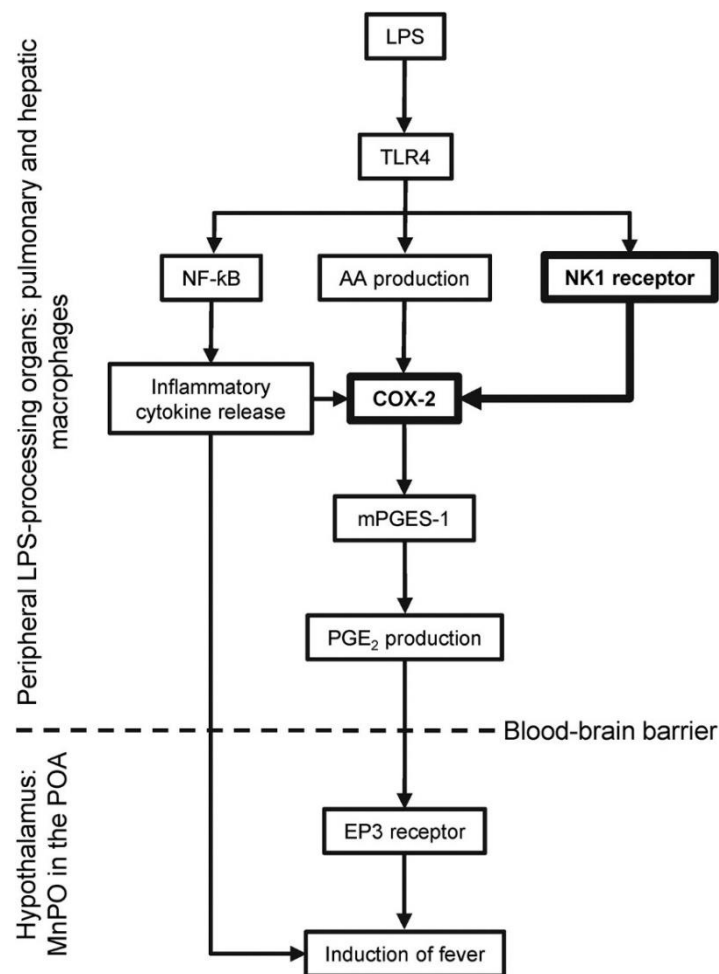 LPS
TLR4
NF-ƙB
AA production
NK1 receptor
Inflammatory
cytokine release
COX-2
mPGES-1
PGE₂ production
Blood-brain barrier
EP3 receptor
Induction of fever
Peripheral LPS-processing organs: pulmonary and hepatic
macrophages
Hypothalamus:
MnPO in the POA